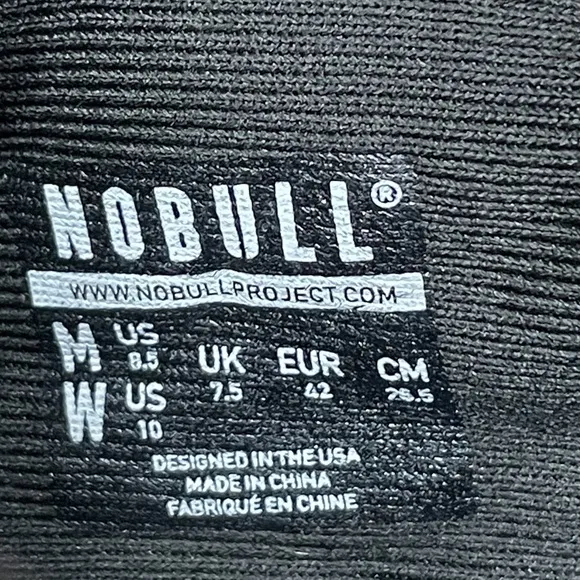 NOBULL®
WWW.NOBULLPROJECT.COM
M US 8.5 UK 7.5 EUR 42 CM 26.5
W US 10
DESIGNED IN THE USA
MADE IN CHINA
FABRIQUÉ EN CHINE